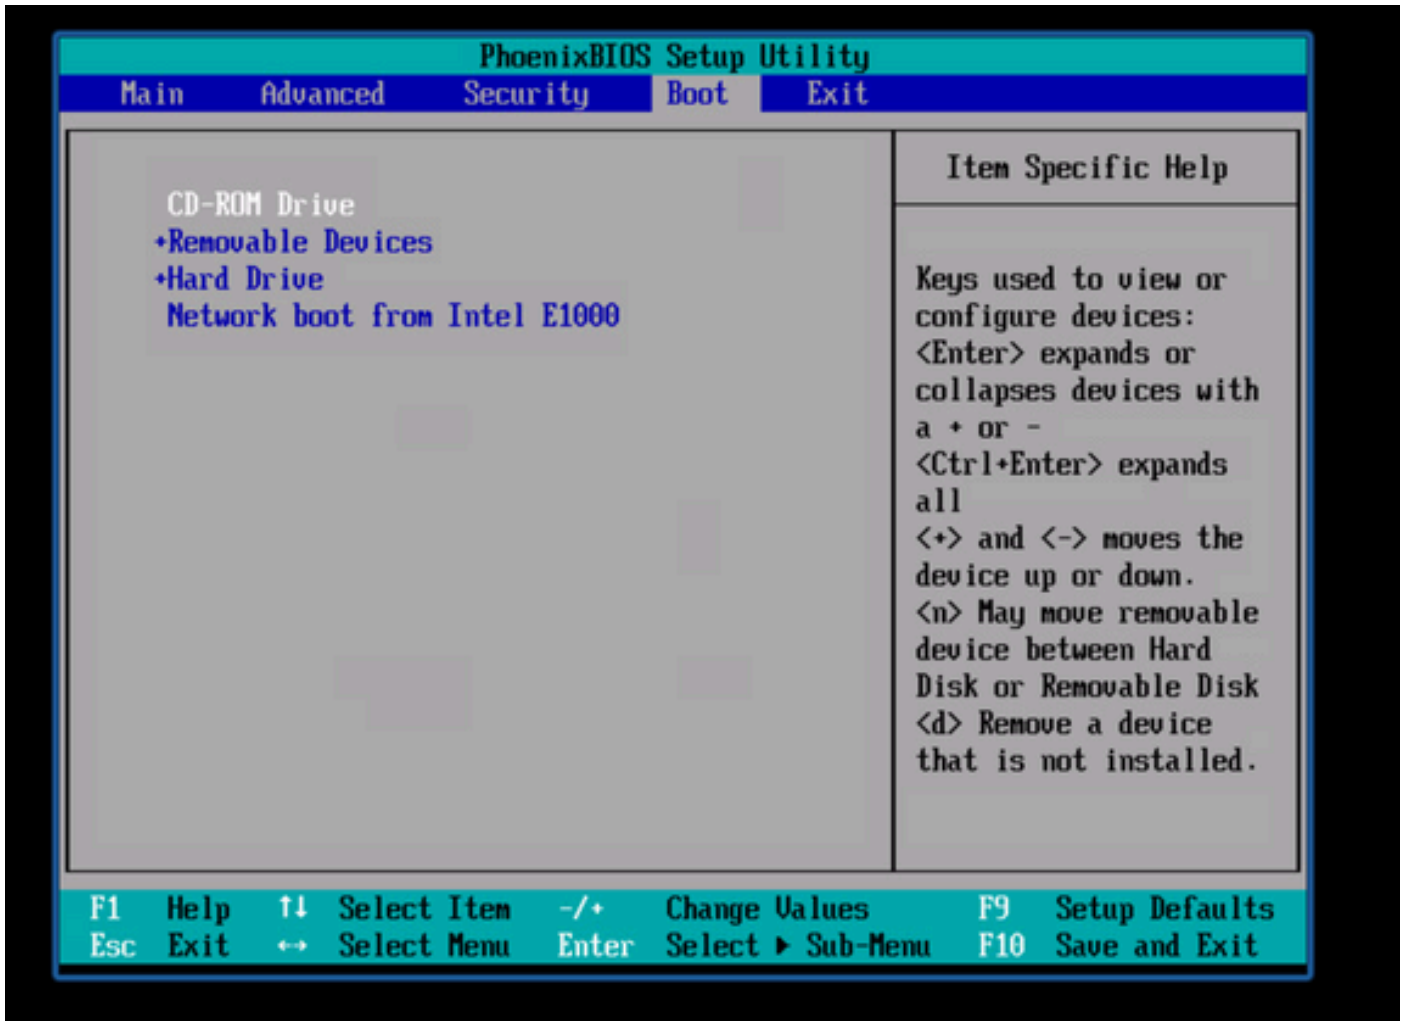 PhoenixBIOS Setup Utility
Main Advanced Security Boot Exit
CD-ROM Drive
+Removable Devices
+Hard Drive
Network boot from Intel E1000
Item Specific Help
Keys used to view or
configure devices:
<Enter> expands or
collapses devices with
a + or -
<Ctrl+Enter> expands
all
<+> and <-> moves the
device up or down.
<n> May move removable
device between Hard
Disk or Removable Disk
<d> Remove a device
that is not installed.
F1 Help ↑↓ Select Item -/+ Change Values F9 Setup Defaults
Esc Exit ↔ Select Menu Enter Select ▶ Sub-Menu F10 Save and Exit